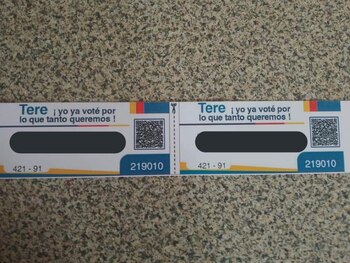 Tere ¡ yo ya voté por
lo que tanto queremos !
421 - 91
219010
Tere ¡ yo ya voté por
lo que tanto queremos !
421 - 91
219010